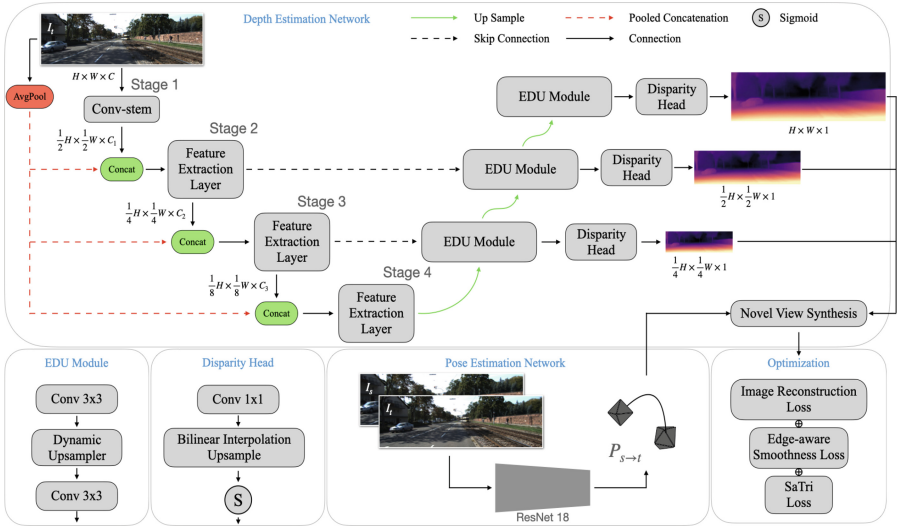 Depth Estimation Network
Up Sample
Pooled Concatenation
S
Sigmoid
Skip Connection
Connection
I_t
H × W × C
Stage 1
AvgPool
Conv-stem
1/2 H × 1/2 W × C_1
Stage 2
Concat
Feature
Extraction
Layer
1/4 H × 1/4 W × C_2
Stage 3
Concat
Feature
Extraction
Layer
1/8 H × 1/8 W × C_3
Stage 4
Concat
Feature
Extraction
Layer
EDU Module
Disparity
Head
H × W × 1
EDU Module
Disparity
Head
1/2 H × 1/2 W × 1
EDU Module
Disparity
Head
1/4 H × 1/4 W × 1
Novel View Synthesis
EDU Module
Conv 3x3
Dynamic
Upsampler
Conv 3x3
Disparity Head
Conv 1x1
Bilinear Interpolation
Upsample
S
Pose Estimation Network
I_s
I_t
P_s→t
ResNet 18
Optimization
Image Reconstruction
Loss
⊕
Edge-aware
Smoothness Loss
⊕
SaTri
Loss